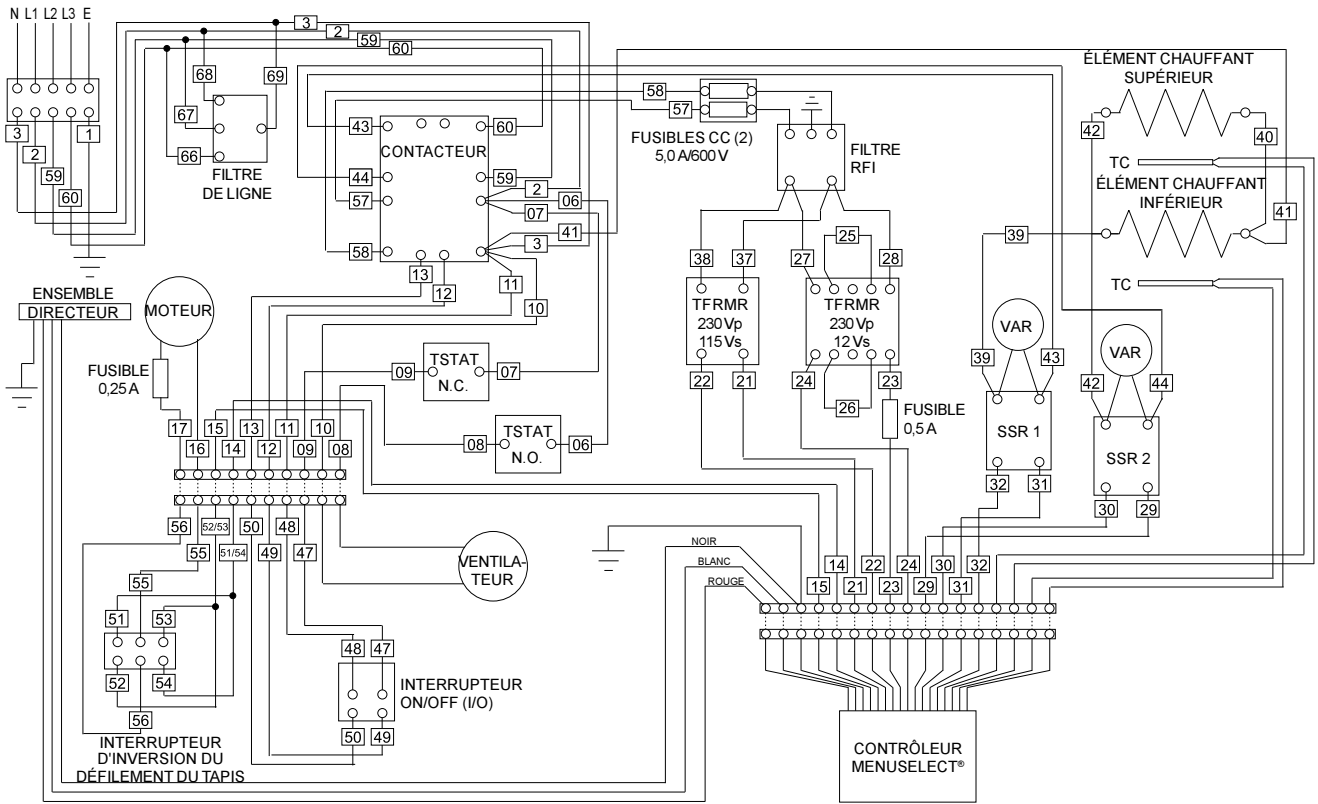 N L1 L2 L3 E
3
2
59
60
3
2
59
60
1
68
69
67
66
FILTRE
DE LIGNE
43
44
57
58
CONTACTEUR
60
59
2
06
07
41
3
11
10
13
12
58
57
FUSIBLES CC (2)
5,0 A/600 V
FILTRE
RFI
ÉLÉMENT CHAUFFANT
SUPÉRIEUR
42
40
TC
ÉLÉMENT CHAUFFANT
INFÉRIEUR
41
39
TC
38
37
27
25
28
TFRMR
230 Vp
115 Vs
TFRMR
230 Vp
12 Vs
22
21
24
26
23
FUSIBLE
0,5 A
VAR
39
43
SSR 1
32
31
VAR
42
44
SSR 2
30
29
ENSEMBLE
DIRECTEUR
MOTEUR
FUSIBLE
0,25 A
09
TSTAT
N.C.
07
08
TSTAT
N.O.
06
17
16
15
14
13
12
11
10
09
08
56
55
52/53
51/54
50
49
48
47
VENTILA-
TEUR
55
51
53
52
54
56
INTERRUPTEUR
D'INVERSION DU
DÉFILEMENT DU TAPIS
48
47
INTERRUPTEUR
ON/OFF (I/O)
50
49
NOIR
BLANC
ROUGE
15
14
21
22
23
24
29
30
31
32
CONTRÔLEUR
MENUSELECT®